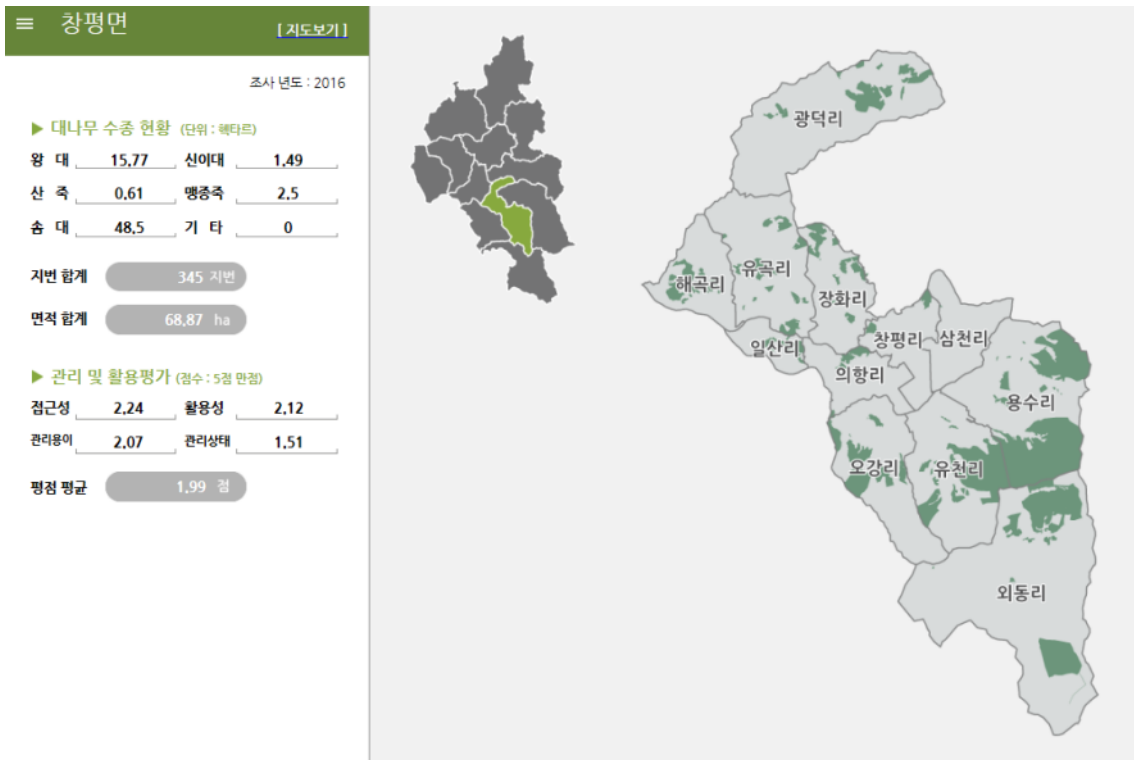 창평면 [ 지도보기 ]
조사 년도 : 2016
▶ 대나무 수종 현황 (단위 : 헥타르)
왕 대 15.77 신이대 1.49
산 죽 0.61 맹종죽 2.5
솜 대 48.5 기 타 0
지번 합계 345 지번
면적 합계 68.87 ha
▶ 관리 및 활용평가 (점수 : 5점 만점)
접근성 2.24 활용성 2.12
관리용이 2.07 관리상태 1.51
평점 평균 1.99 점
광덕리
해곡리
유곡리
장화리
일산리
창평리
삼천리
의항리
용수리
오강리
유천리
외동리